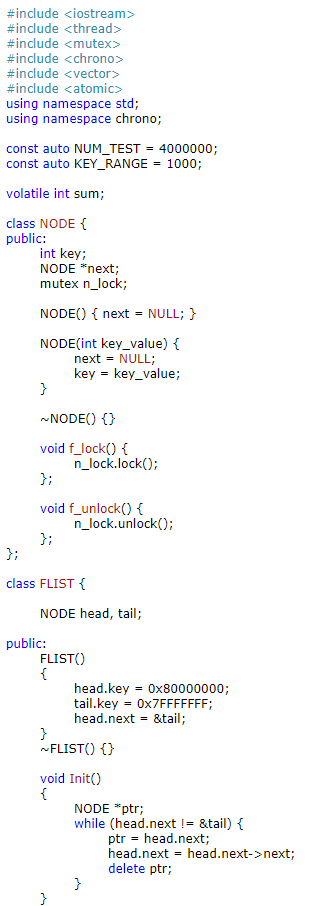 #include <iostream>
#include <thread>
#include <mutex>
#include <chrono>
#include <vector>
#include <atomic>
using namespace std;
using namespace chrono;

const auto NUM_TEST = 4000000;
const auto KEY_RANGE = 1000;

volatile int sum;

class NODE {
public:
int key;
NODE *next;
mutex n_lock;

NODE() { next = NULL; }

NODE(int key_value) {
next = NULL;
key = key_value;
}

~NODE() {}

void f_lock() {
n_lock.lock();
};

void f_unlock() {
n_lock.unlock();
};
};

class FLIST {

NODE head, tail;

public:
FLIST()
{
head.key = 0x80000000;
tail.key = 0x7FFFFFFF;
head.next = &tail;
}
~FLIST() {}

void Init()
{
NODE *ptr;
while (head.next != &tail) {
ptr = head.next;
head.next = head.next->next;
delete ptr;
}
}